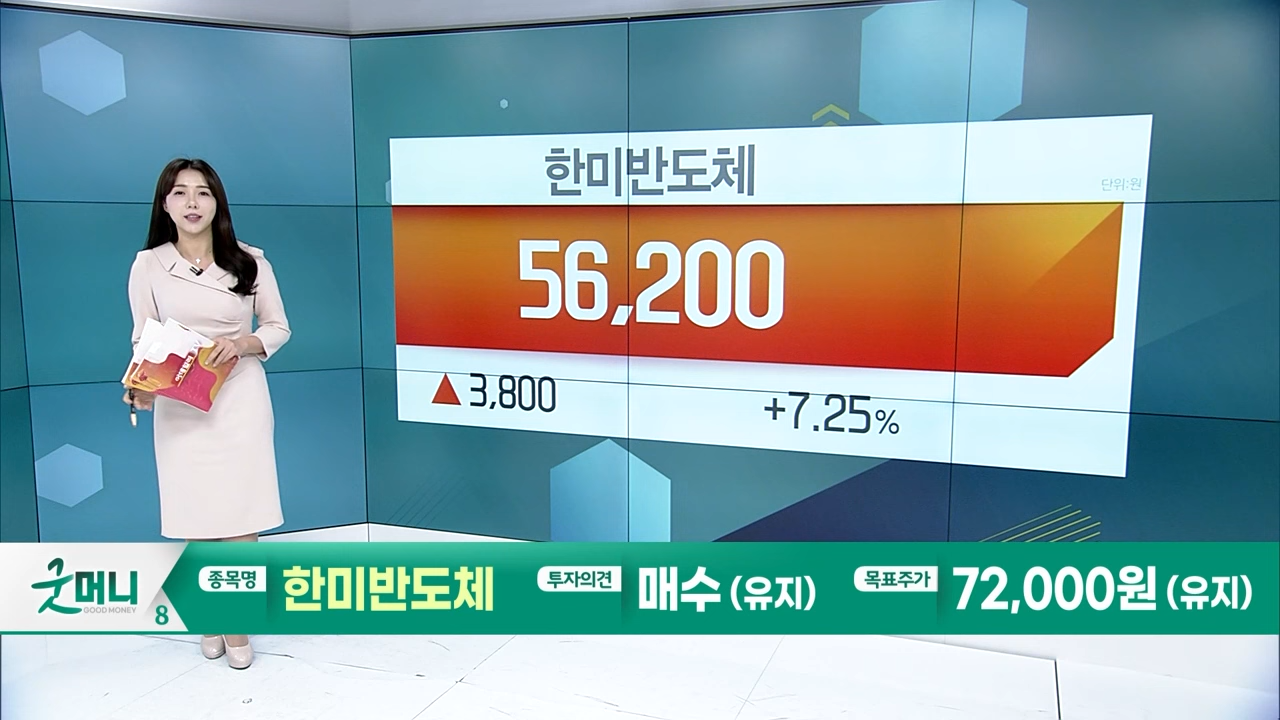 한미반도체
단위:원
56,200
▲3,800
+7.25%
굿머니
GOOD MONEY
8
종목명
한미반도체
투자의견
매수 (유지)
목표주가
72,000원 (유지)